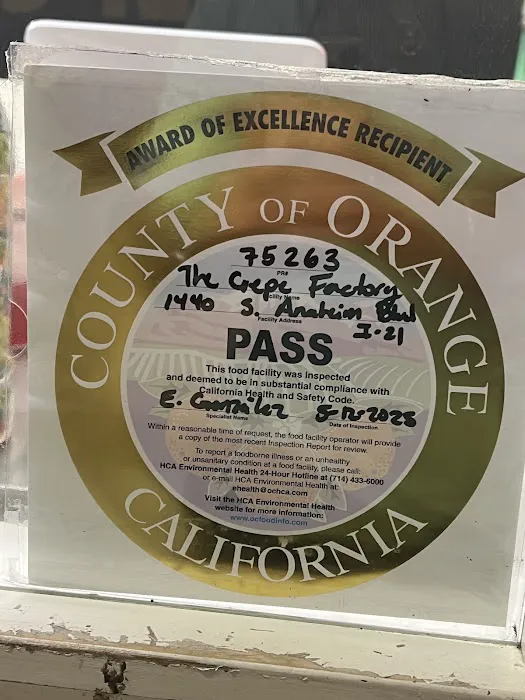 AWARD OF EXCELLENCE RECIPIENT
COUNTY OF ORANGE
75263
PR#
The Crepe Factory
Facility Name
1440 S. Anaheim Blvd
Facility Address
I-21
PASS
This food facility was inspected
and deemed to be in substantial compliance with
California Health and Safety Code.
E. Gonzalez 5-12-2025
Specialist Name Date of Inspection
Within a reasonable time of request, the food facility operator will provide
a copy of the most recent Inspection Report for review.
To report a foodborne illness or an unhealthy
or unsanitary condition at a food facility, please call:
HCA Environmental Health 24-Hour Hotline at (714) 433-6000
or e-mail HCA Environmental Health at:
ehealth@ochca.com
Visit the HCA Environmental Health
website for more information:
www.ocfoodinfo.com
CALIFORNIA